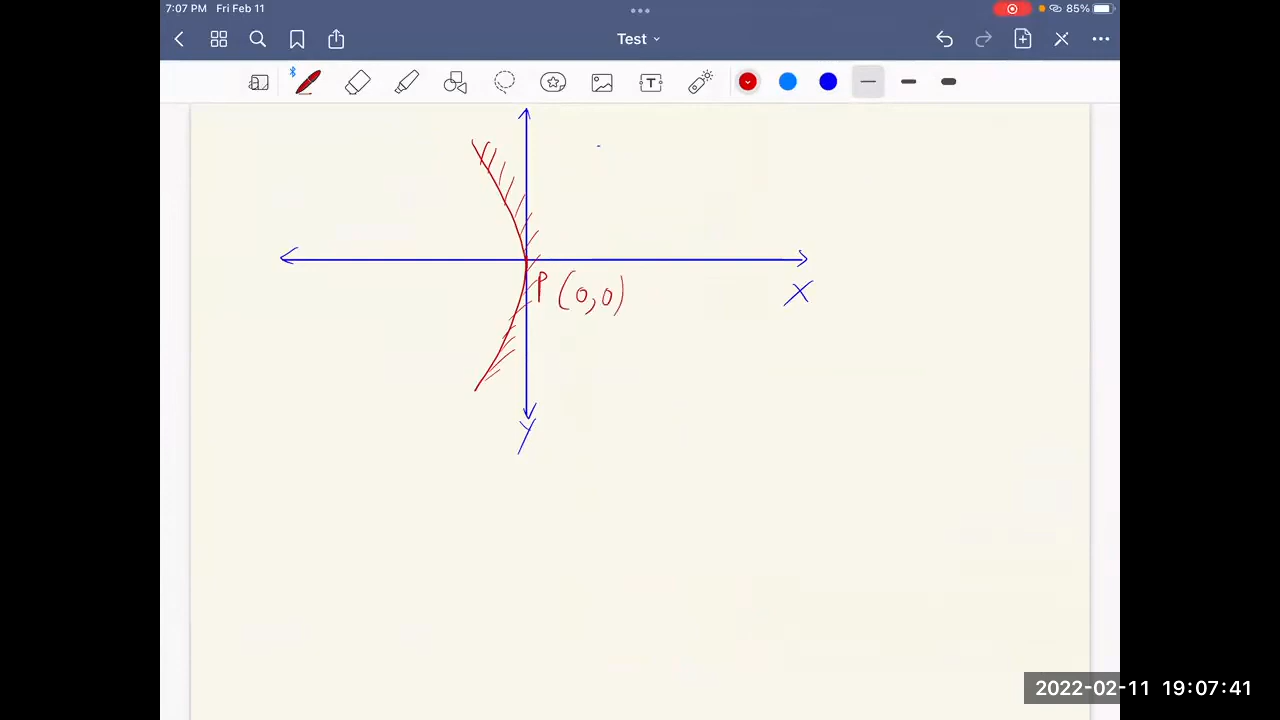 7:07 PM Fri Feb 11
85%
Test
P (0,0)
X
Y
2022-02-11 19:07:41